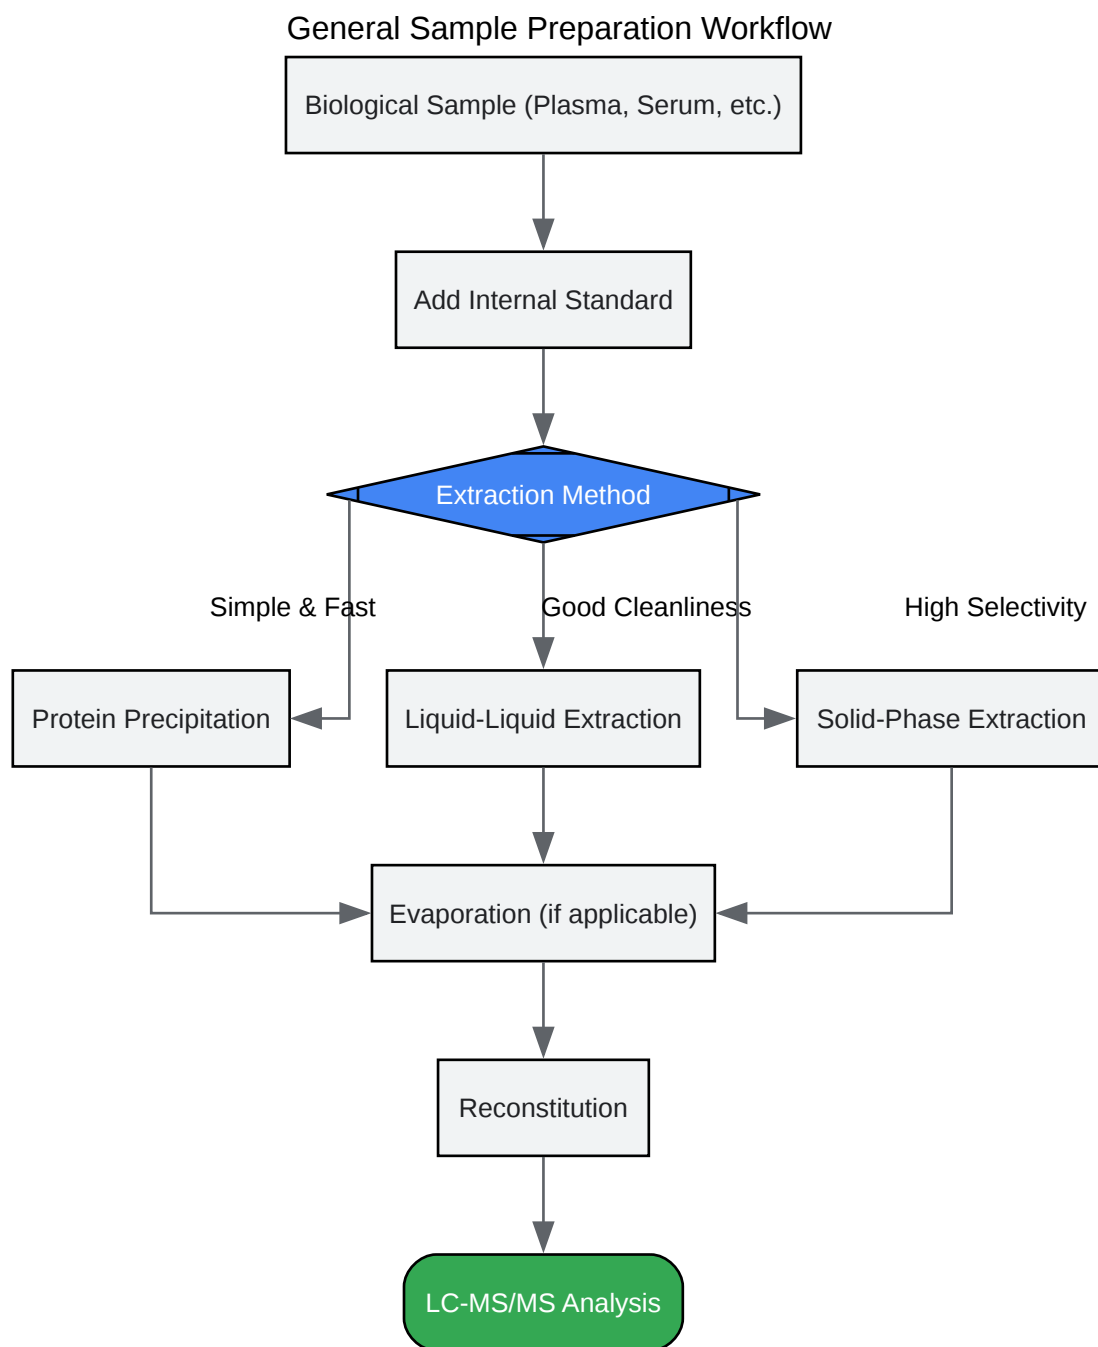 General Sample Preparation Workflow
Biological Sample (Plasma, Serum, etc.)
Add Internal Standard
Extraction Method
Simple & Fast
Good Cleanliness
High Selectivity
Protein Precipitation
Liquid-Liquid Extraction
Solid-Phase Extraction
Evaporation (if applicable)
Reconstitution
LC-MS/MS Analysis